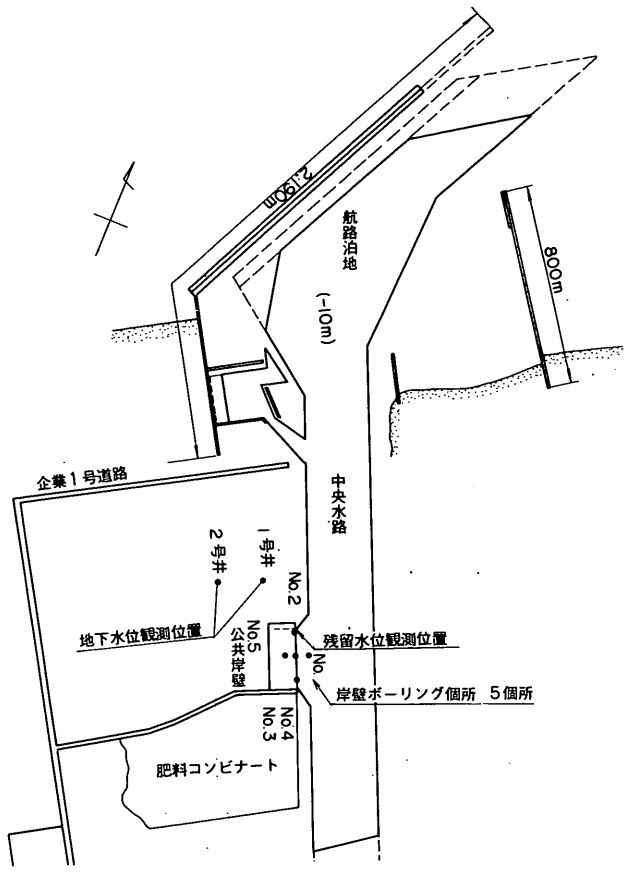 2,190m
航路泊地
(-10m)
800m
企業1号道路
中央水路
1号井
2号井
No.2
地下水位観測位置
No.5
公共岸壁
残留水位観測位置
No.
岸壁ボーリング個所 5個所
No.4
No.3
肥料コンビナート